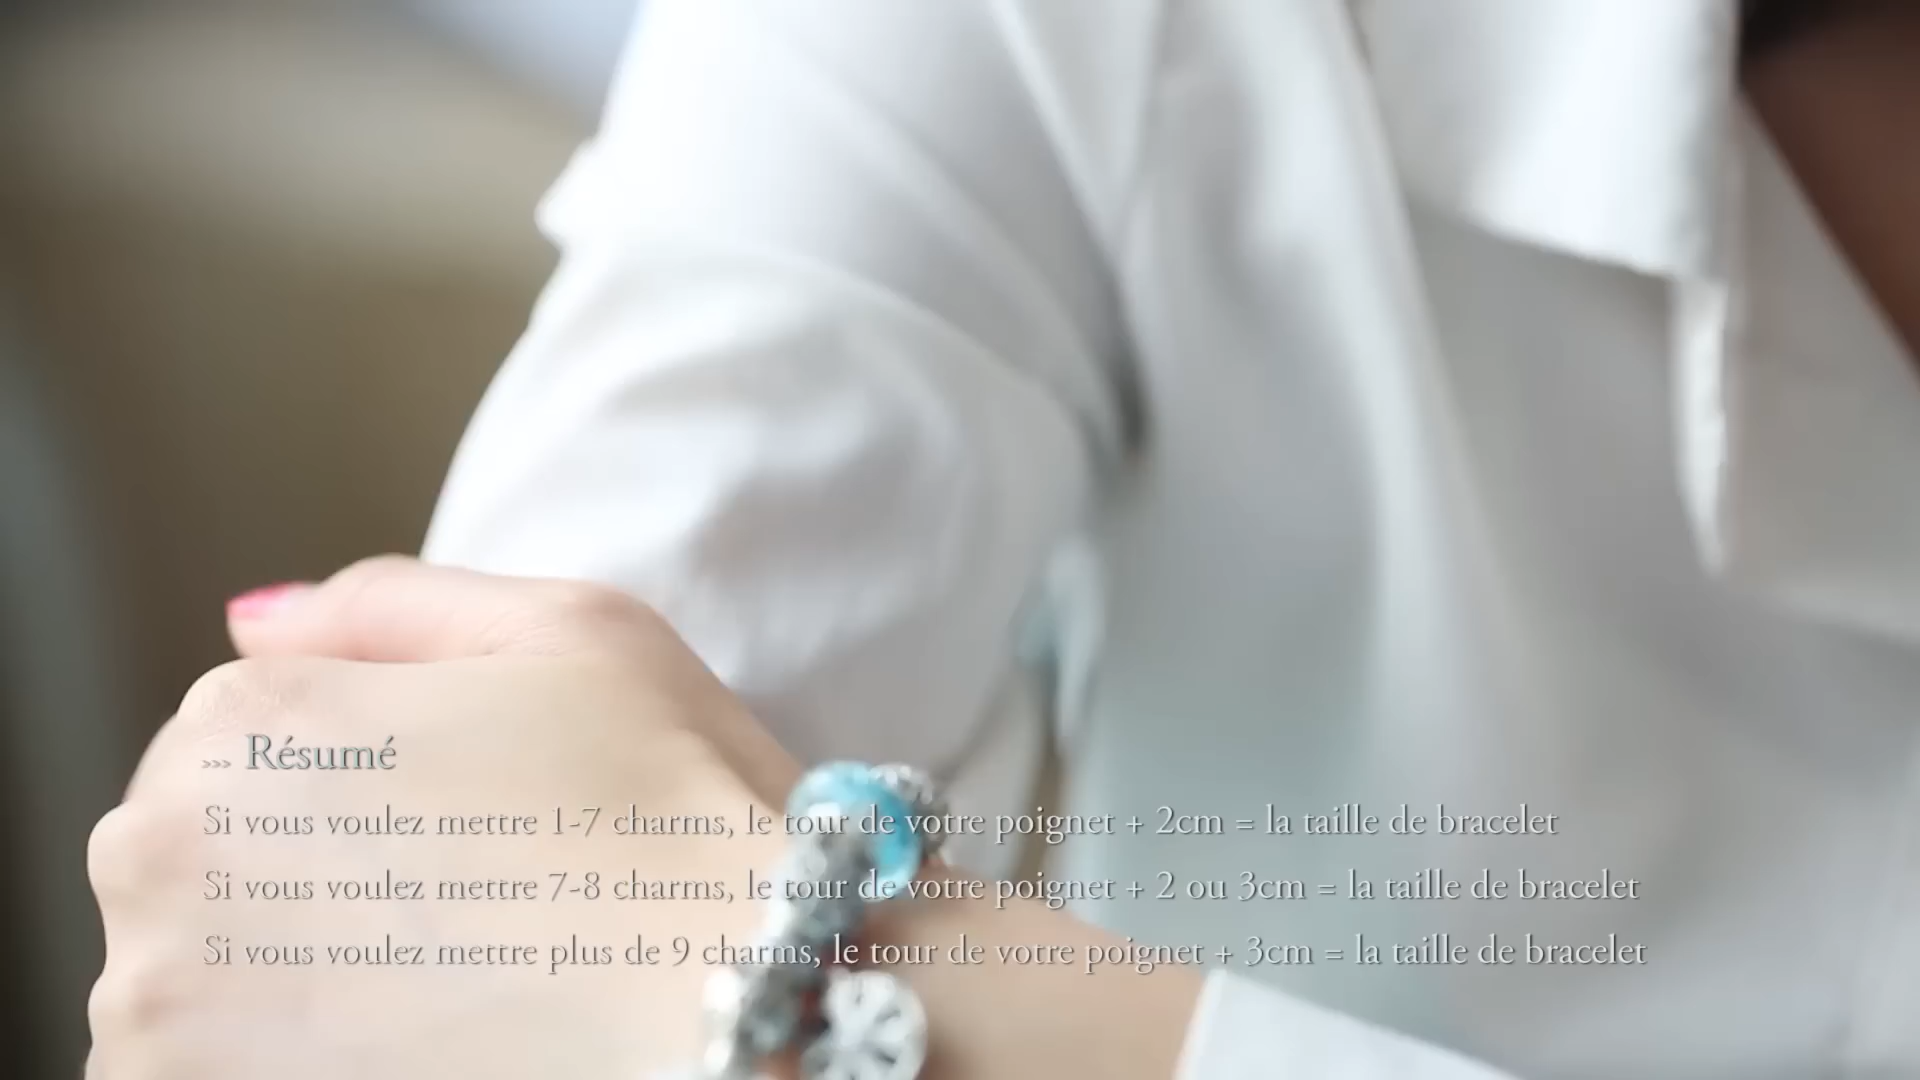 ››› Résumé
Si vous voulez mettre 1-7 charms, le tour de votre poignet + 2cm = la taille de bracelet
Si vous voulez mettre 7-8 charms, le tour de votre poignet + 2 ou 3cm = la taille de bracelet
Si vous voulez mettre plus de 9 charms, le tour de votre poignet + 3cm = la taille de bracelet